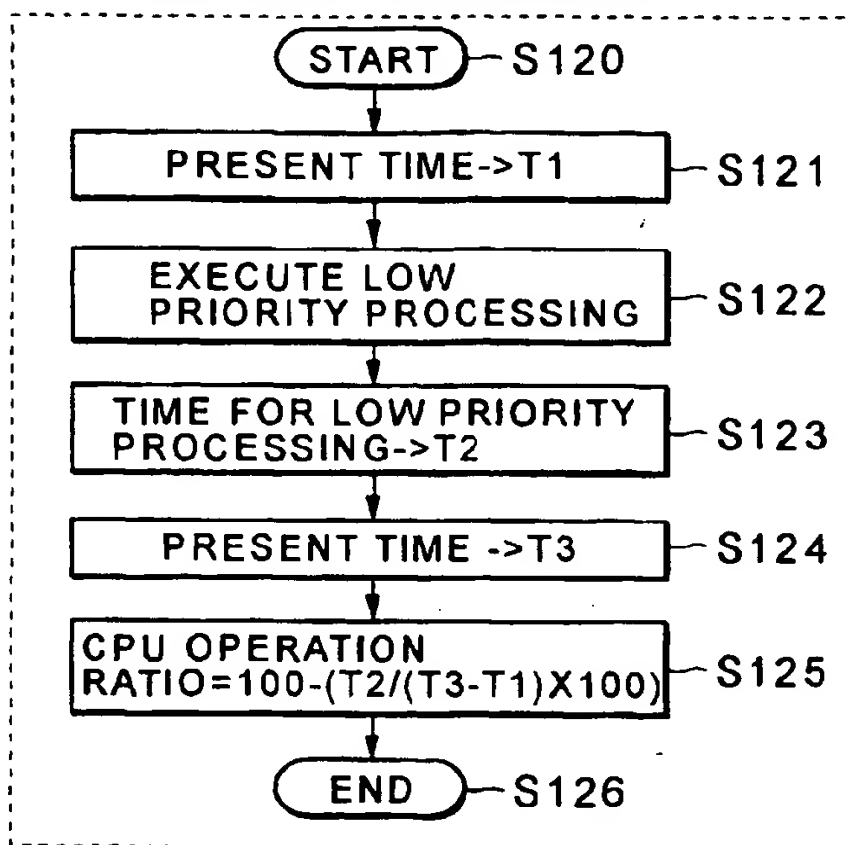 START S120
PRESENT TIME->T1 S121
EXECUTE LOW
PRIORITY PROCESSING S122
TIME FOR LOW PRIORITY
PROCESSING->T2 S123
PRESENT TIME ->T3 S124
CPU OPERATION
RATIO=100-(T2/(T3-T1)X100) S125
END S126